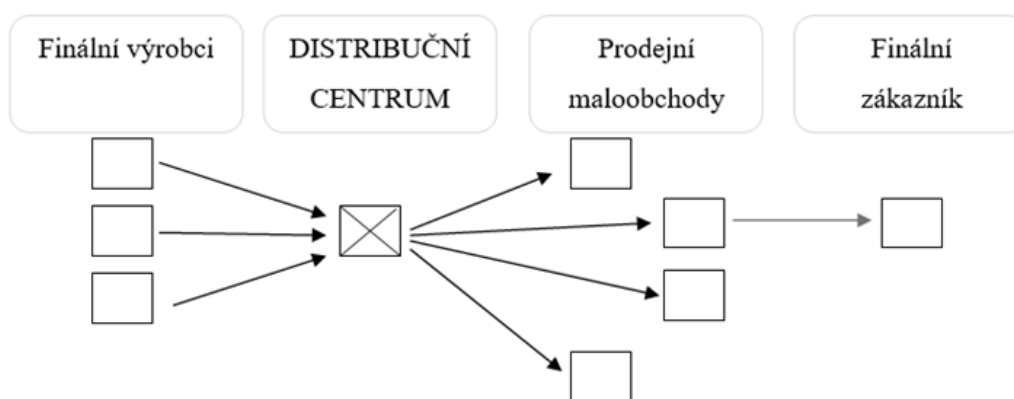 Finální výrobci
DISTRIBUČNÍ
CENTRUM
Prodejní
maloobchody
Finální
zákazník